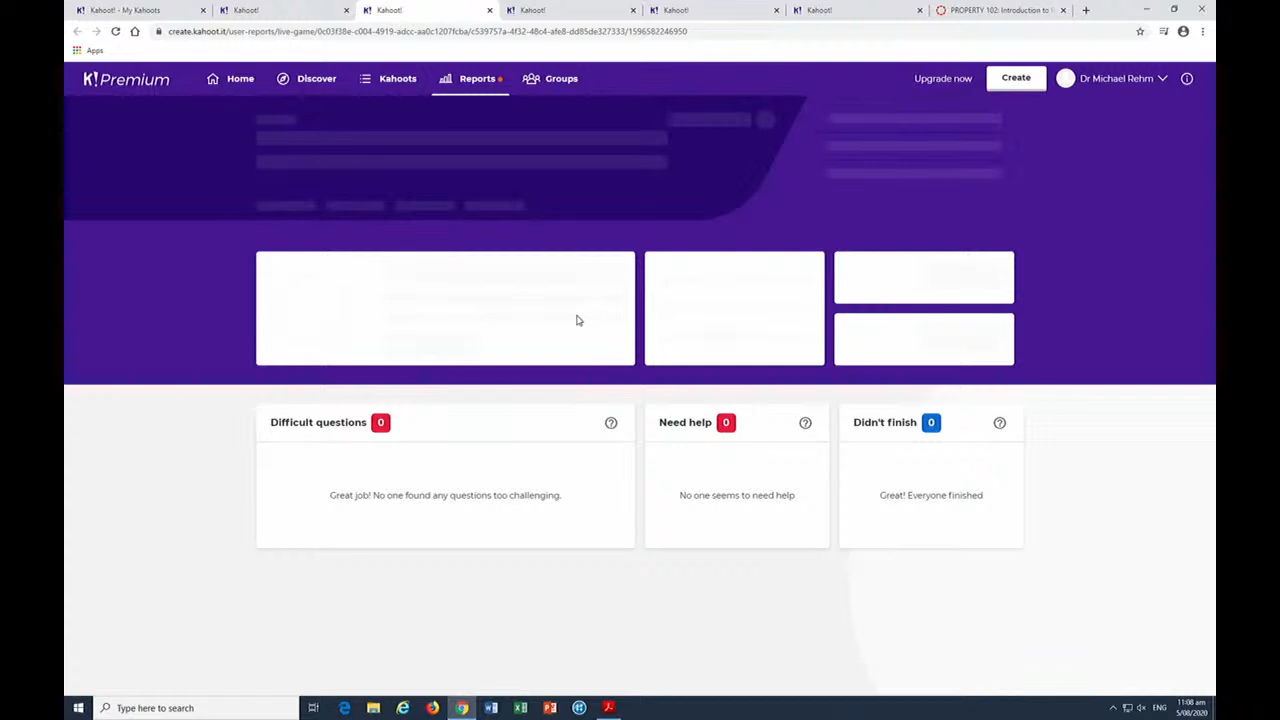 Kahoot! - My Kahoots
Kahoot!
Kahoot!
Kahoot!
Kahoot!
Kahoot!
PROPERTY 102: Introduction to
create.kahoot.it/user-reports/live-game/0c03f38e-c004-4919-adcc-aa0c1207fcba/c539757a-4f32-48c4-afe8-dd85de327333/1596582246950
Apps
K! Premium
Home
Discover
Kahoots
Reports
Groups
Upgrade now
Create
Dr Michael Rehm
Difficult questions 0
Need help 0
Didn't finish 0
Great job! No one found any questions too challenging.
No one seems to need help
Great! Everyone finished
Type here to search
ENG
11:08 am
5/08/2020